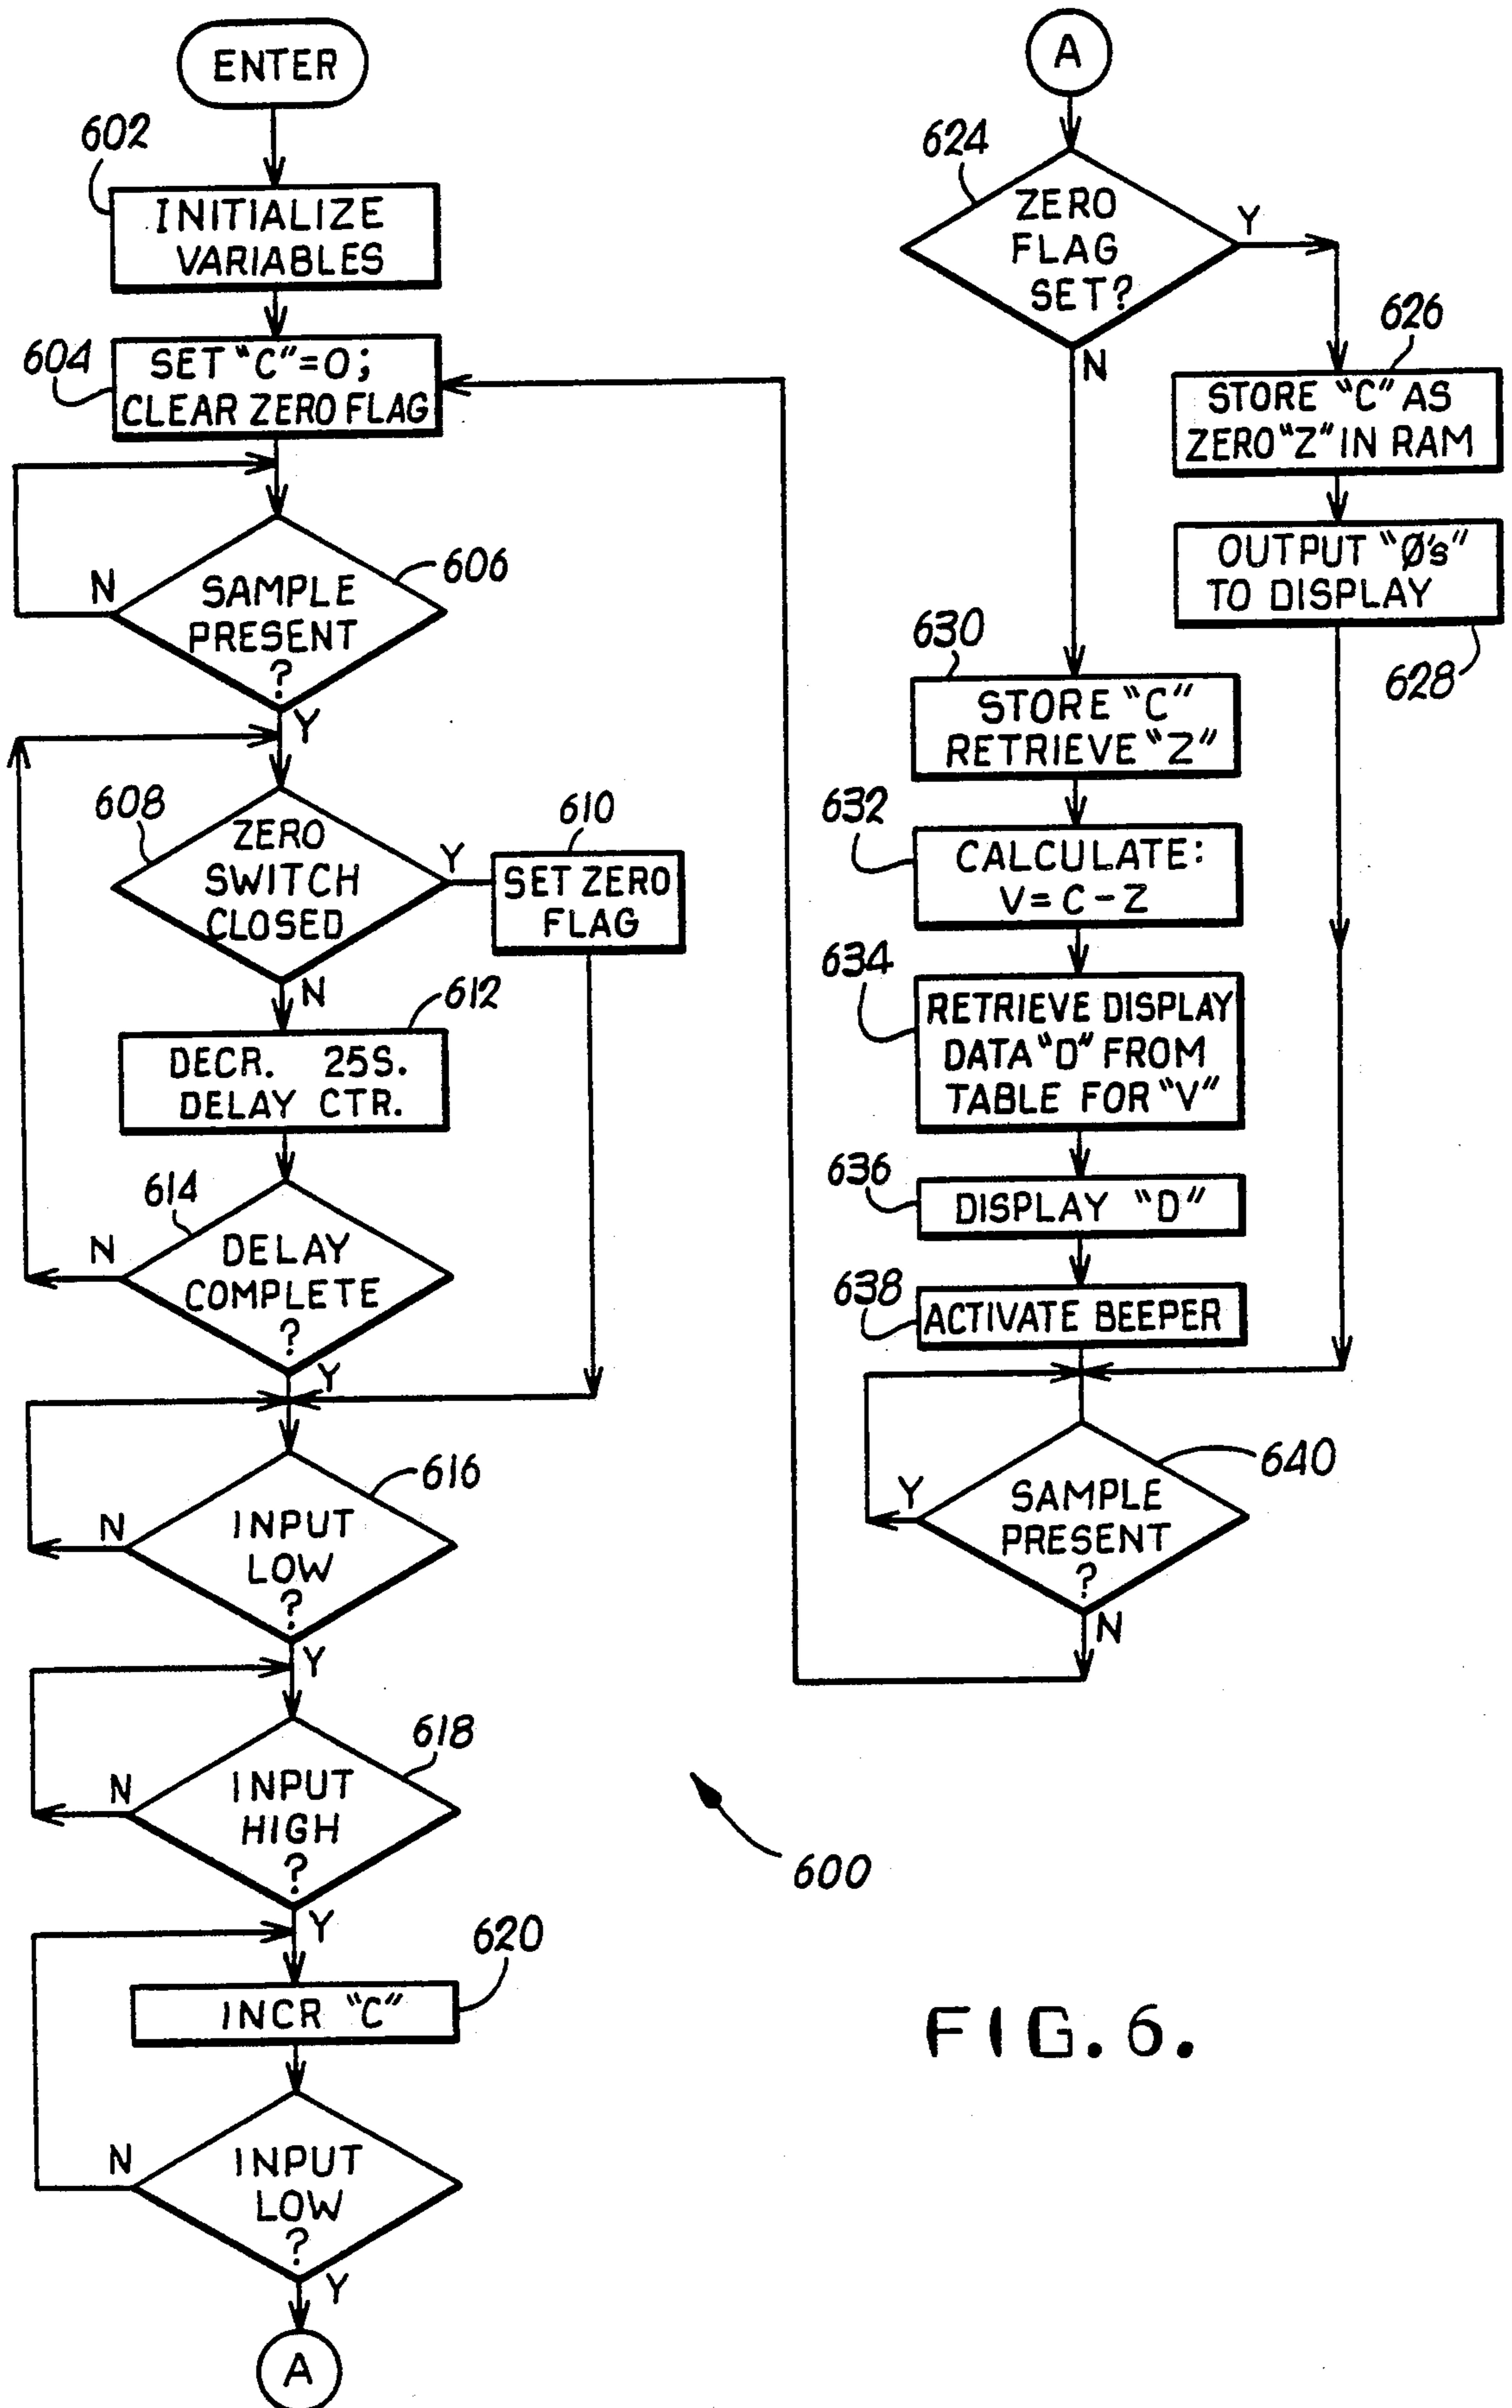 ENTER
602
INITIALIZE
VARIABLES
604
SET "C"=0;
CLEAR ZERO FLAG
606
N
SAMPLE
PRESENT
?
Y
608
ZERO
SWITCH
CLOSED
Y
610
SET ZERO
FLAG
N
612
DECR. 25S.
DELAY CTR.
614
N
DELAY
COMPLETE
?
Y
616
N
INPUT
LOW
?
Y
618
N
INPUT
HIGH
?
Y
620
INCR "C"
N
INPUT
LOW
?
Y
A
A
624
ZERO
FLAG
SET?
Y
N
626
STORE "C" AS
ZERO "Z" IN RAM
OUTPUT "Ø's"
TO DISPLAY
628
630
STORE "C"
RETRIEVE "Z"
632
CALCULATE:
V = C - Z
634
RETRIEVE DISPLAY
DATA "D" FROM
TABLE FOR "V"
636
DISPLAY "D"
638
ACTIVATE BEEPER
640
Y
SAMPLE
PRESENT
?
N
600
FIG. 6.